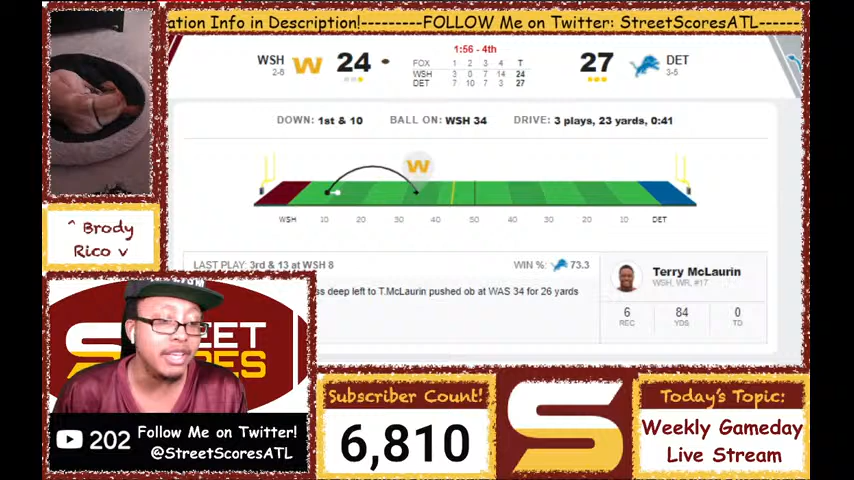 ation Info in Description!---------FOLLOW Me on Twitter: StreetScoresATL------
WSH
2-6
W
24
1:56 - 4th
FOX 1 2 3 4 T
WSH 3 0 7 14 24
DET 7 10 7 3 27
27
DET
3-5
DOWN: 1st & 10 BALL ON: WSH 34 DRIVE: 3 plays, 23 yards, 0:41
W
WSH 10 20 30 40 50 40 30 20 10 DET
LAST PLAY: 3rd & 13 at WSH 8
WIN %: 73.3
ss deep left to T.McLaurin pushed ob at WAS 34 for 26 yards
Terry McLaurin
WSH, WR, #17
6 84 0
REC YDS TD
^ Brody
Rico v
STREET
SCORES
202
Follow Me on Twitter!
@StreetScoresATL
Subscriber Count!
6,810
S
Today's Topic:
Weekly Gameday
Live Stream